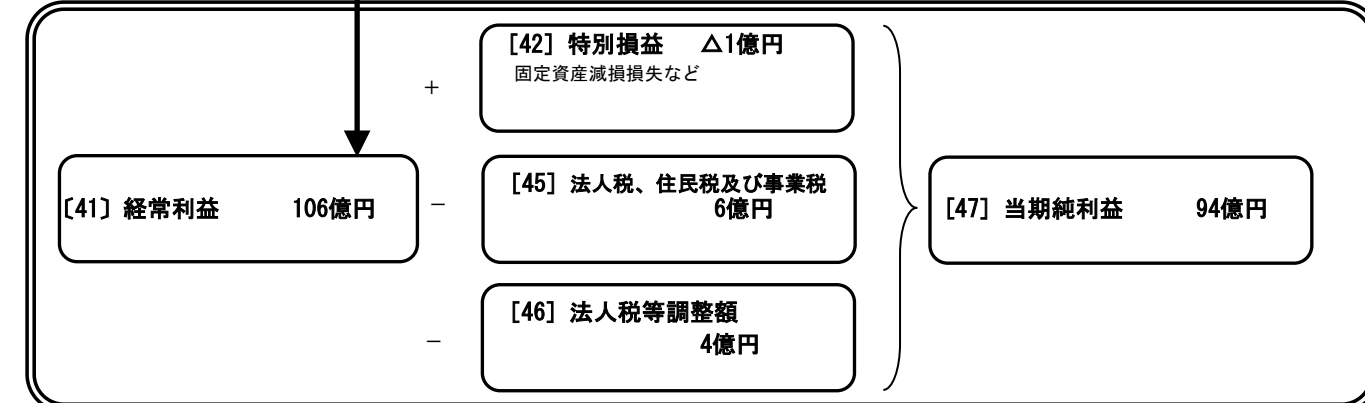 [42] 特別損益 △1億円
固定資産減損損失など
+
〔41〕経常利益 106億円
−
[45] 法人税、住民税及び事業税
6億円
[47] 当期純利益 94億円
[46] 法人税等調整額
−
4億円